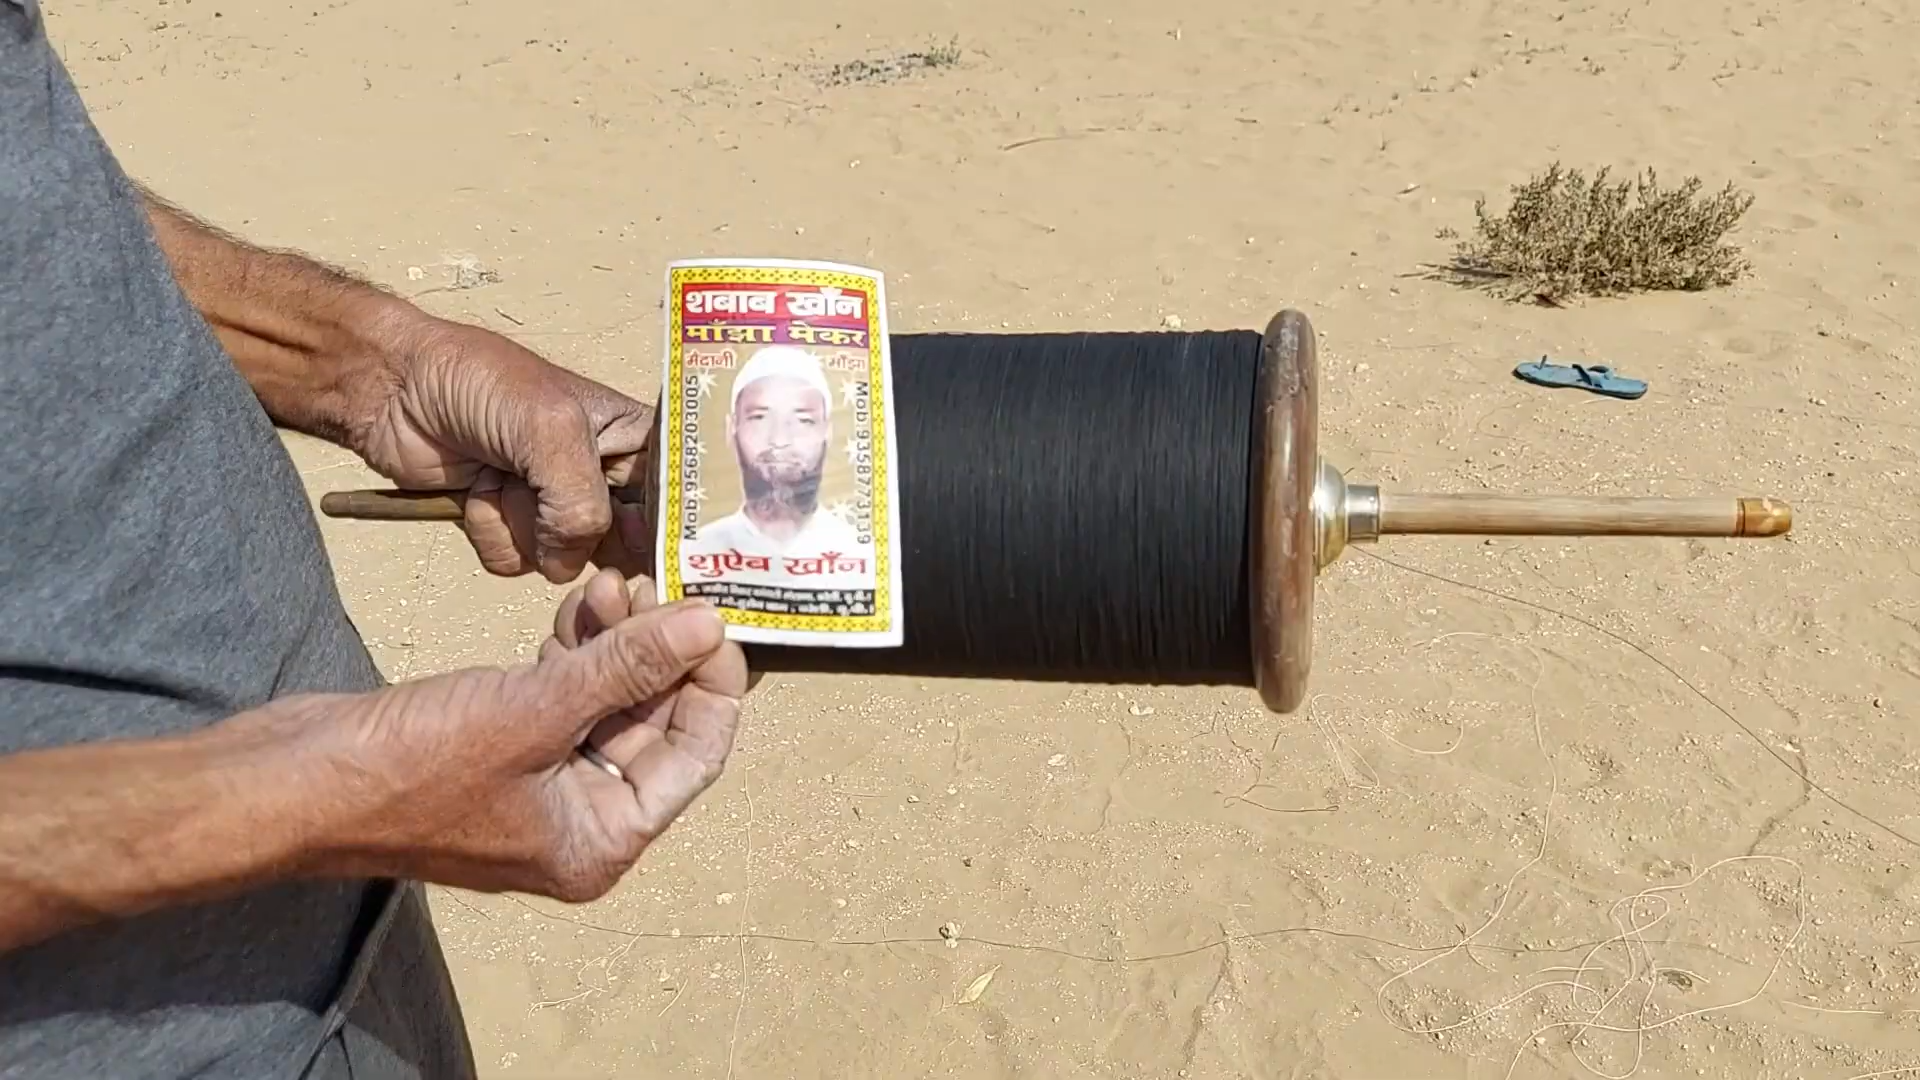 शबाब खाँन
माँझा मेकर
मैदानी माँझा
Mob.9568203005
Mob.9358773139
शुऐब खाँन